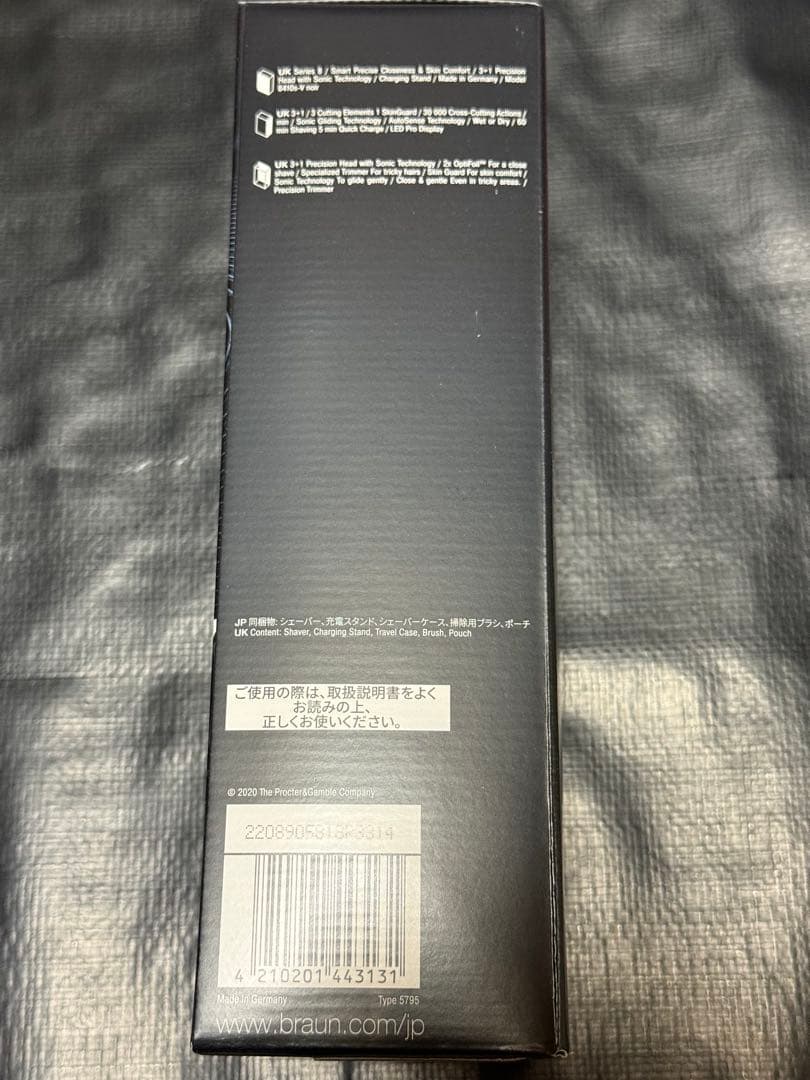 UK Series 8 / Smart Precise Closeness & Skin Comfort / 3+1 Precision
Head with Sonic Technology / Charging Stand / Made in Germany / Model
8410s-V noir
UK 3+1 / 3 Cutting Elements 1 SkinGuard / 30 000 Cross-Cutting Actions /
min / Sonic Gliding Technology / AutoSense Technology / Wet or Dry / 60
min Shaving 5 min Quick Charge / LED Pro Display
UK 3+1 Precision Head with Sonic Technology / 2x OptiFoil™ For a close
shave / Specialized Trimmer For tricky hairs / Skin Guard For skin comfort /
Sonic Technology To glide gently / Close & gentle Even in tricky areas. /
Precision Trimmer
JP 同梱物: シェーバー、充電スタンド、シェーバーケース、掃除用ブラシ、ポーチ
UK Content: Shaver, Charging Stand, Travel Case, Brush, Pouch
ご使用の際は、取扱説明書をよく
お読みの上、
正しくお使いください。
© 2020 The Procter&Gamble Company
4 210201 443131
Made in Germany Type 5795
www.braun.com/jp